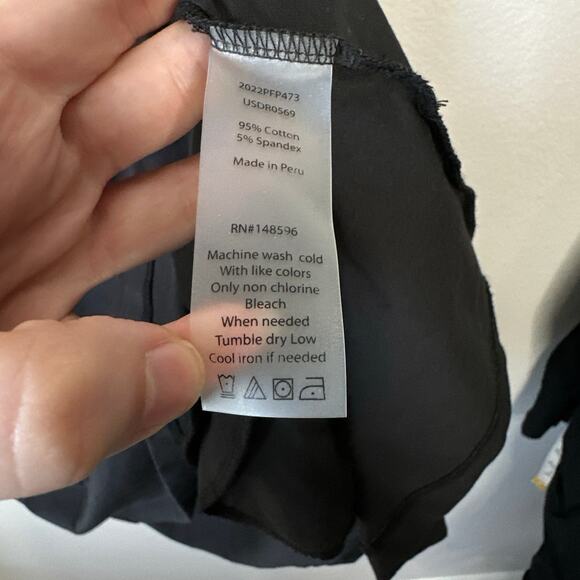 2022PFP473
USDR0569
95% Cotton
5% Spandex
Made in Peru
RN#148596
Machine wash cold
With like colors
Only non chlorine
Bleach
When needed
Tumble dry Low
Cool iron if needed